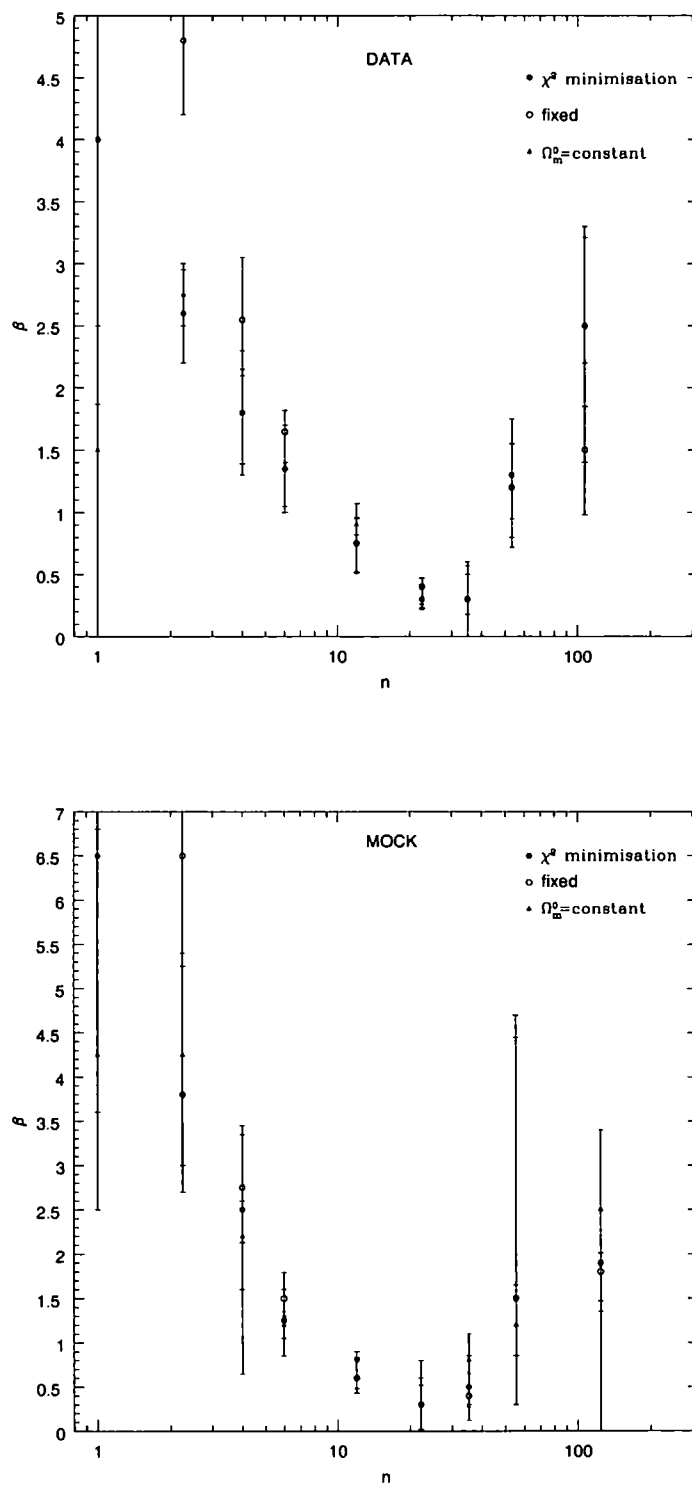 DATA
χ² minimisation
fixed
Ω⁰ₘ=constant
5
4.5
4
3.5
3
2.5
2
1.5
1
0.5
0
β
1 10 100
n
MOCK
χ² minimisation
fixed
Ω⁰ₘ=constant
7
6.5
6
5.5
5
4.5
4
3.5
3
2.5
2
1.5
1
0.5
0
β
1 10 100
n